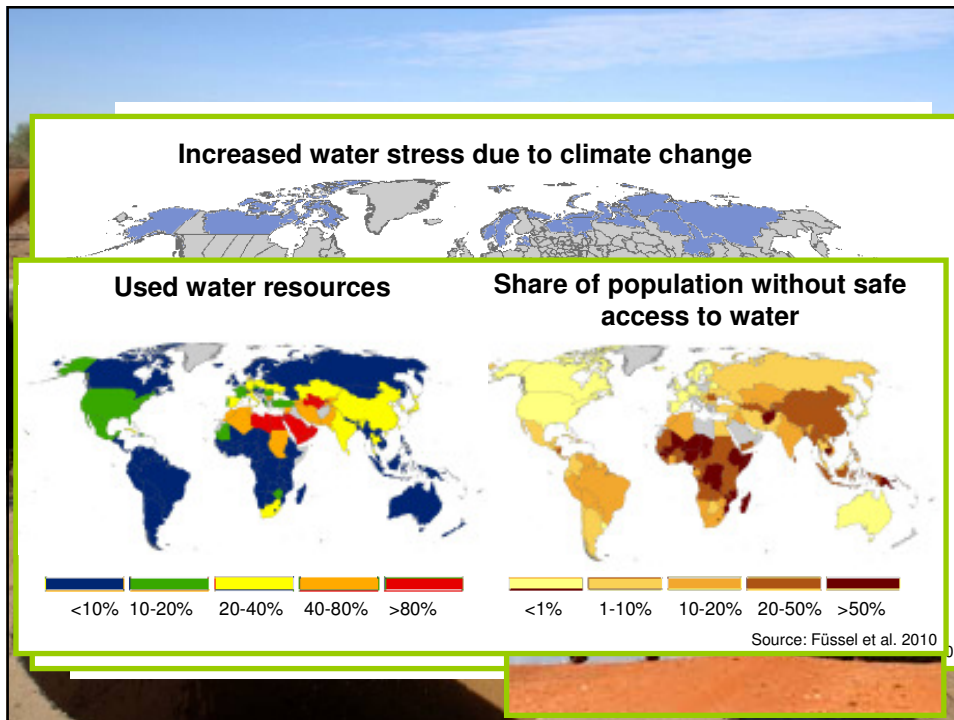 Increased water stress due to climate change
Used water resources
Share of population without safe
access to water
<10% 10-20% 20-40% 40-80% >80%
<1% 1-10% 10-20% 20-50% >50%
Source: Füssel et al. 2010
0